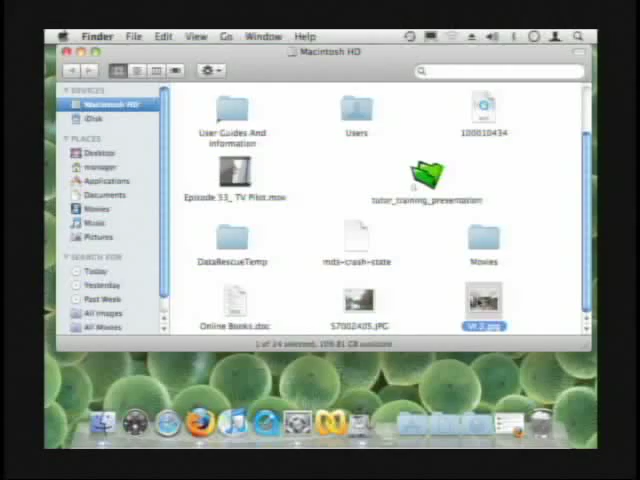 Finder File Edit View Go Window Help
Macintosh HD
DEVICES
Macintosh HD
iDisk
PLACES
Desktop
manager
Applications
Documents
Movies
Music
Pictures
SEARCH FOR
Today
Yesterday
Past Week
All Images
All Movies
User Guides And
Information
Users
100010434
Episode 33_ TV Pilot.mov
tutor_training_presentation
DataRescueTemp
mds-crash-state
Movies
Online Books.doc
S7002405.JPG
1 of 24 selected, 109.81 GB available